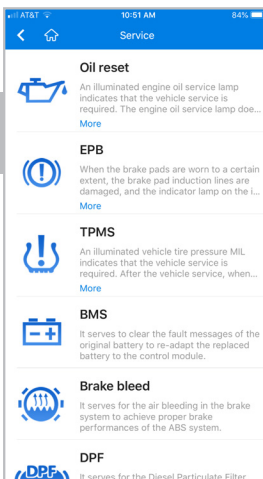 AT&T
10:51 AM
84%
Service
Oil reset
An illuminated engine oil service lamp
indicates that the vehicle service is
required. The engine oil service lamp doe...
More
EPB
When the brake pads are worn to a certain
extent, the brake pad induction lines are
damaged, and the indicator lamp on the i...
More
TPMS
An illuminated vehicle tire pressure MIL
indicates that the vehicle service is
required. After the vehicle service, when...
More
BMS
It serves to clear the fault messages of the
original battery to re-adapt the replaced
battery to the control module.
Brake bleed
It serves for the air bleeding in the brake
system to achieve proper brake
performances of the ABS system.
DPF
DPF
It serves for the Diesel Particulate Filter